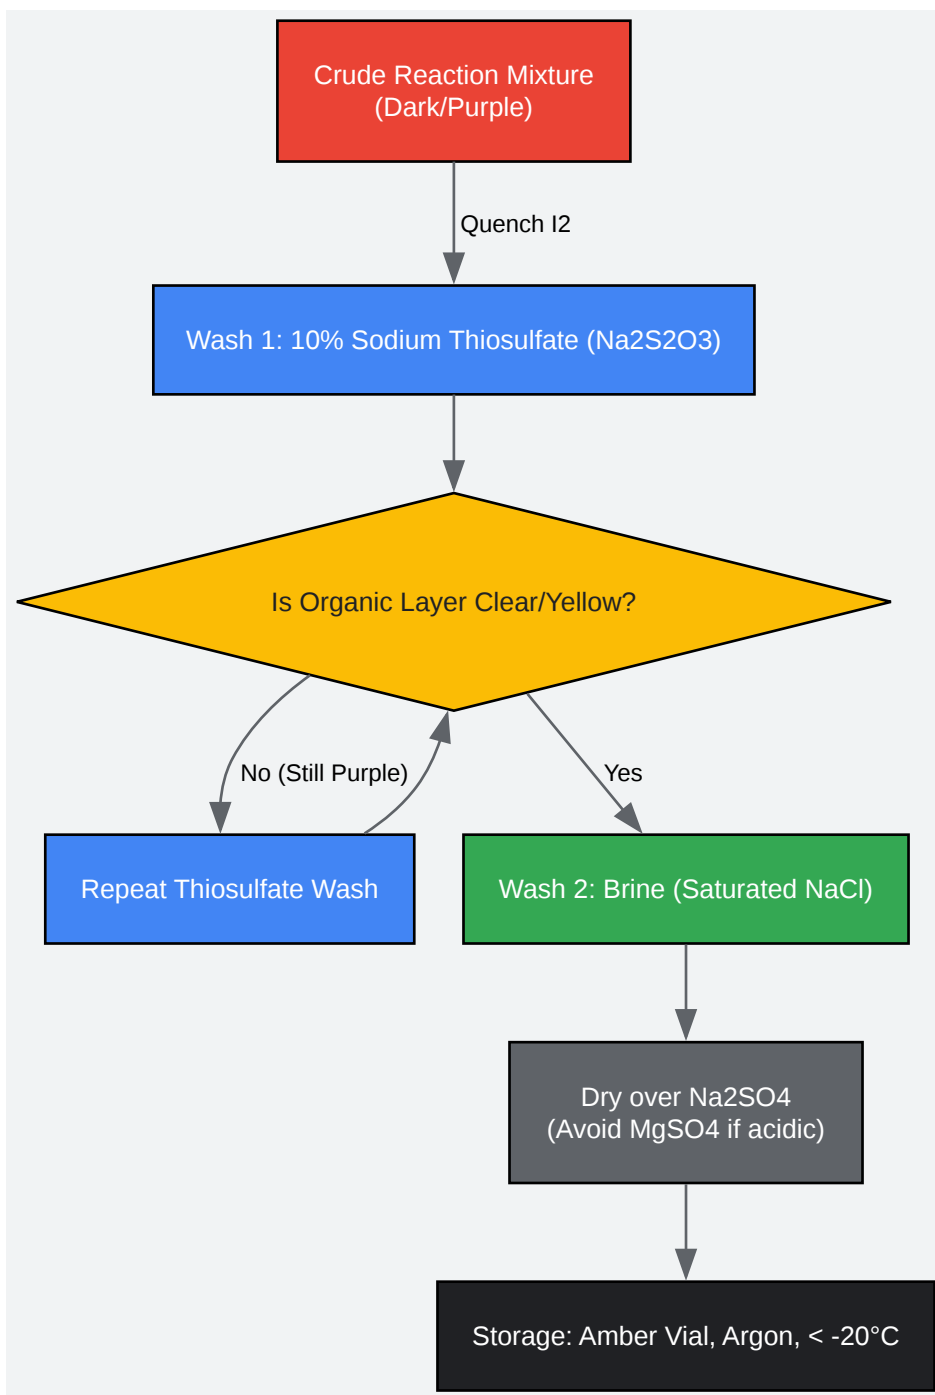 Crude Reaction Mixture
(Dark/Purple)
Quench I2
Wash 1: 10% Sodium Thiosulfate (Na2S2O3)
Is Organic Layer Clear/Yellow?
No (Still Purple)
Yes
Repeat Thiosulfate Wash
Wash 2: Brine (Saturated NaCl)
Dry over Na2SO4
(Avoid MgSO4 if acidic)
Storage: Amber Vial, Argon, < -20°C